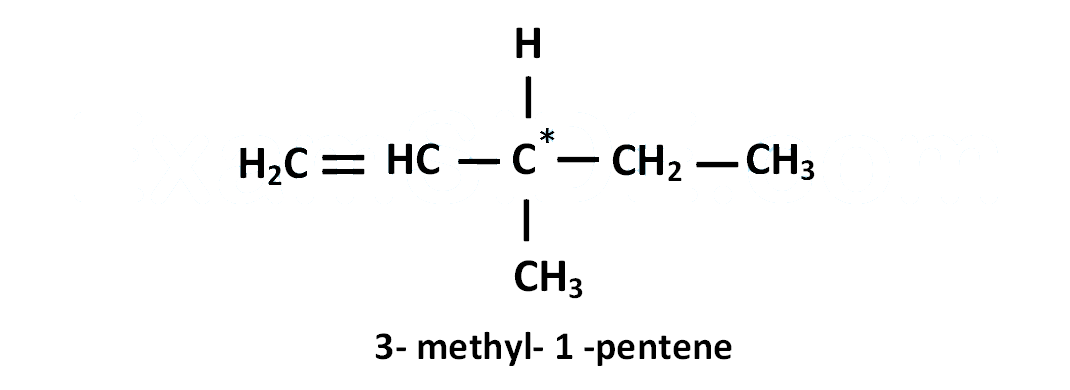 H
H₂C = HC — C* — CH₂ — CH₃
CH₃
3- methyl- 1 -pentene